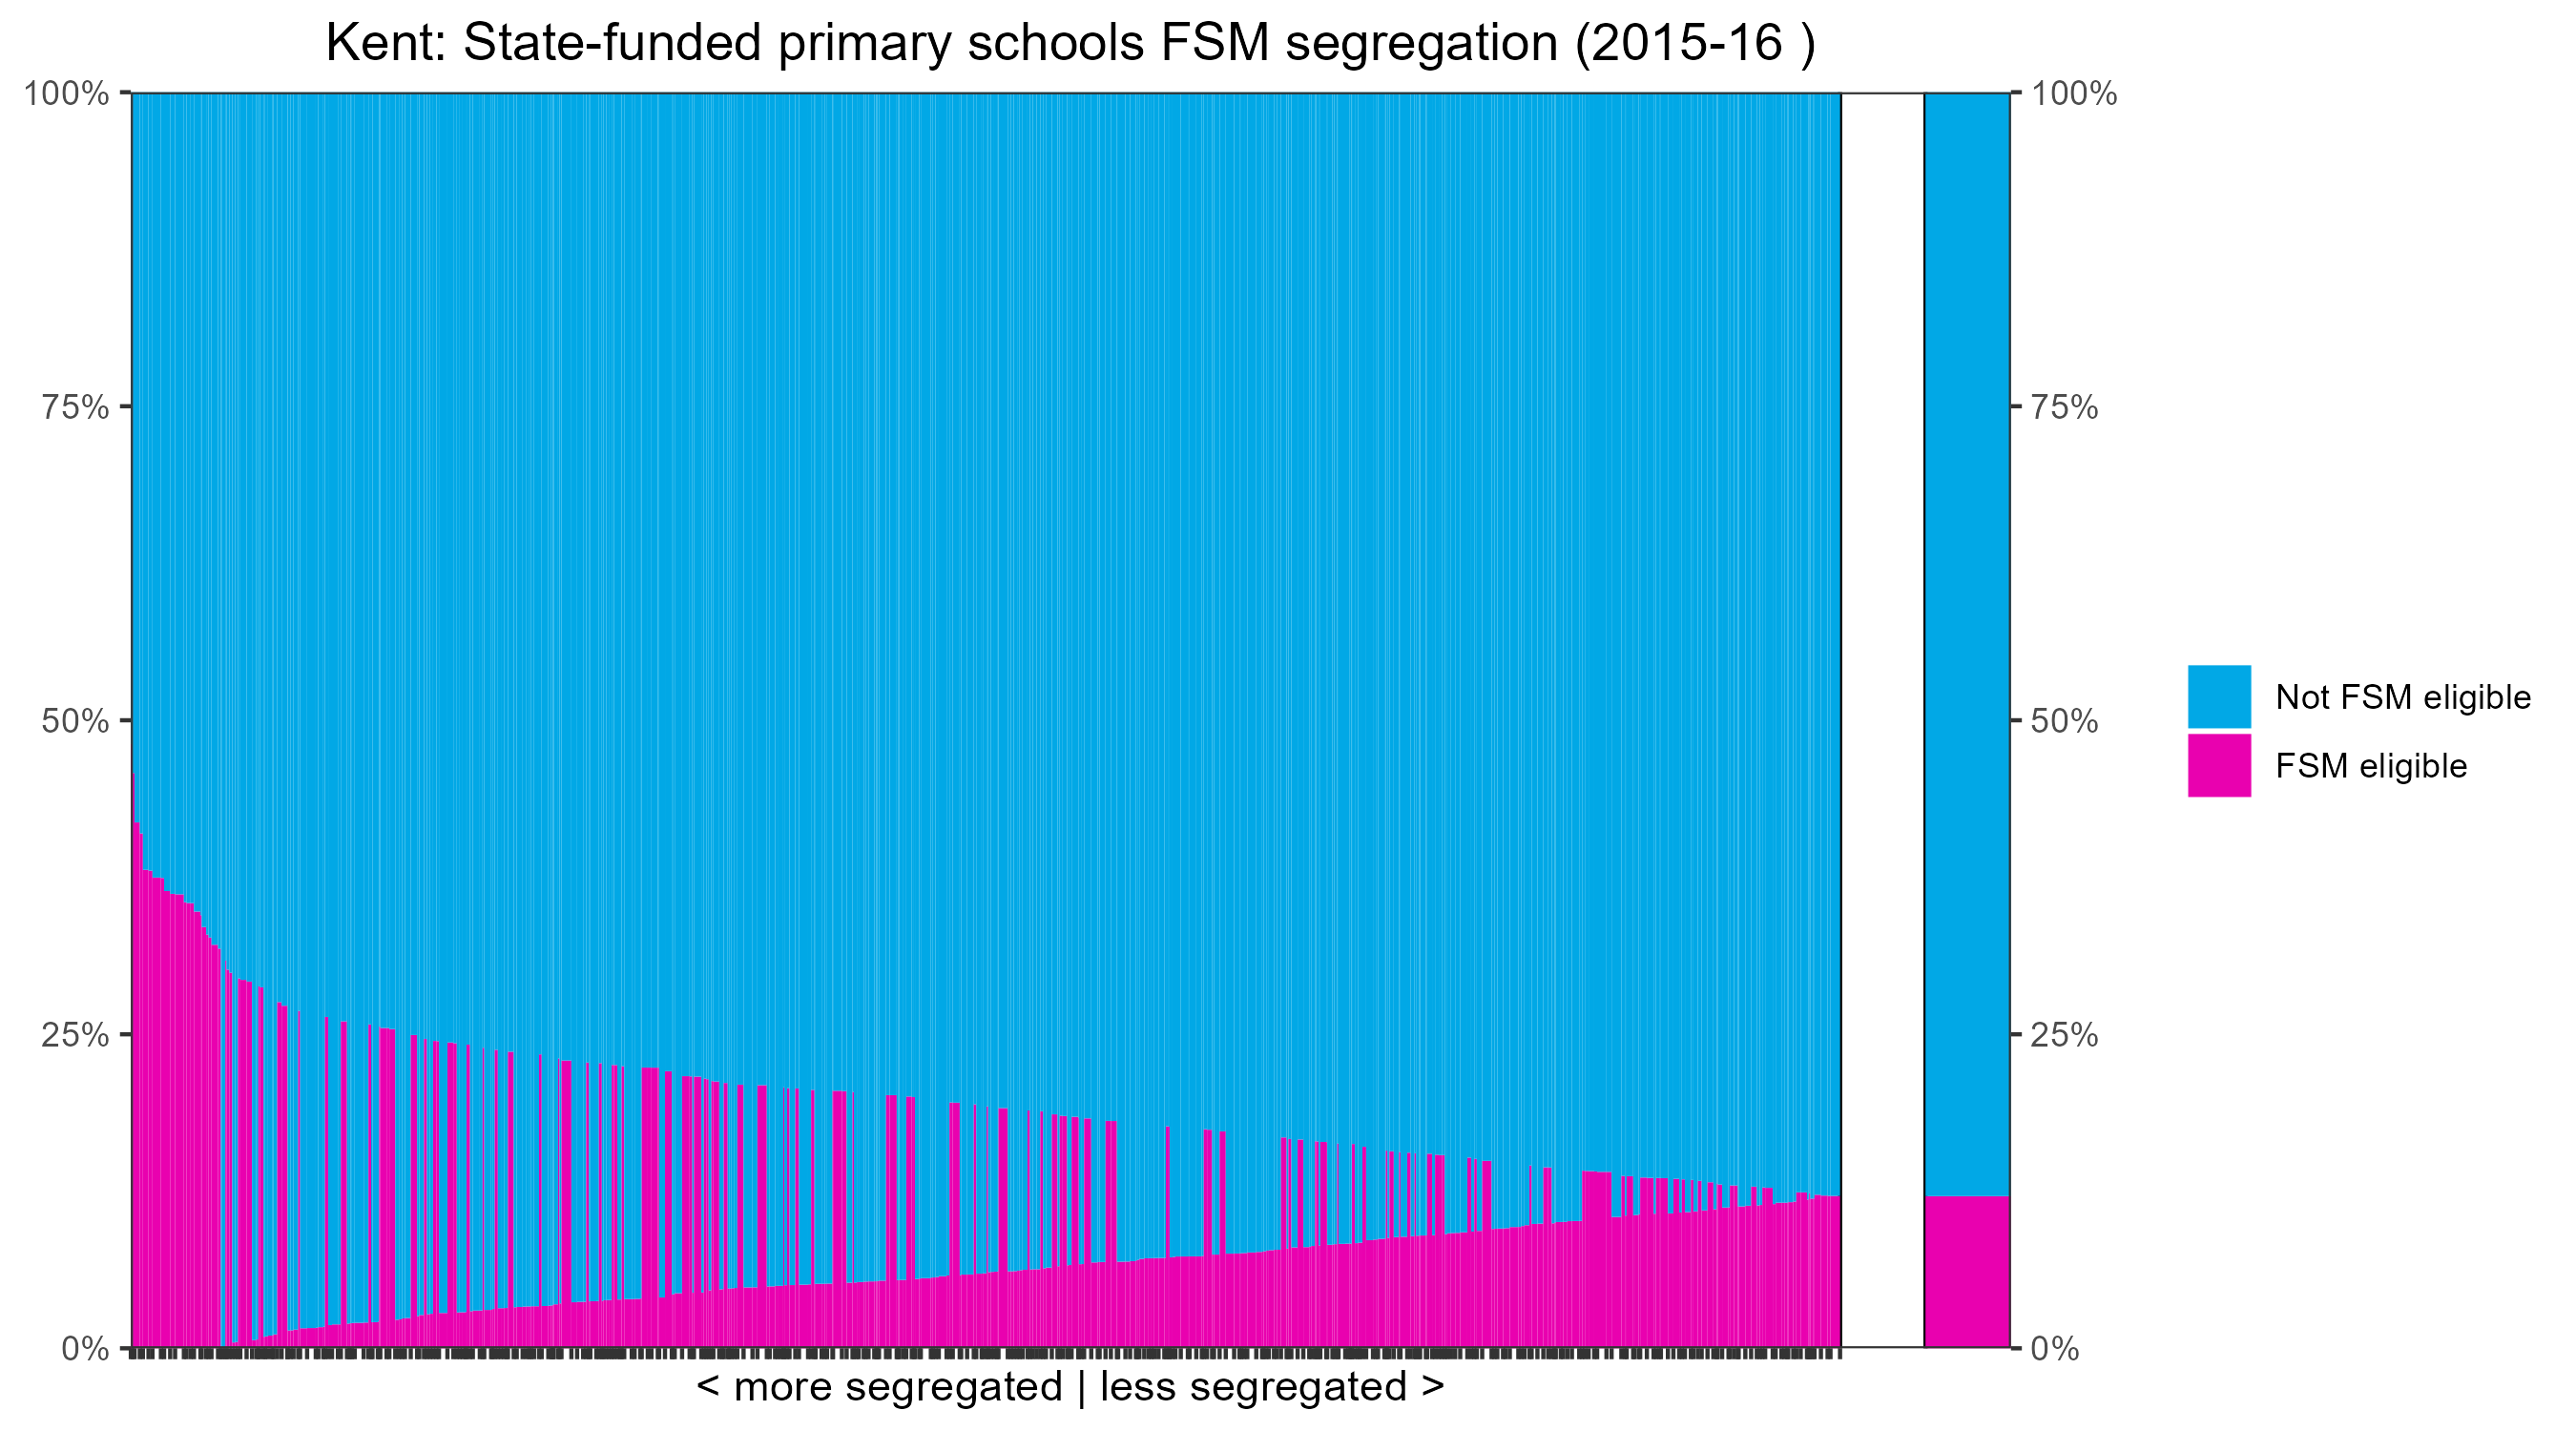 Kent: State-funded primary schools FSM segregation (2015-16 )
100%
75%
50%
25%
0%
100%
75%
50%
25%
0%
Not FSM eligible
FSM eligible
< more segregated | less segregated >